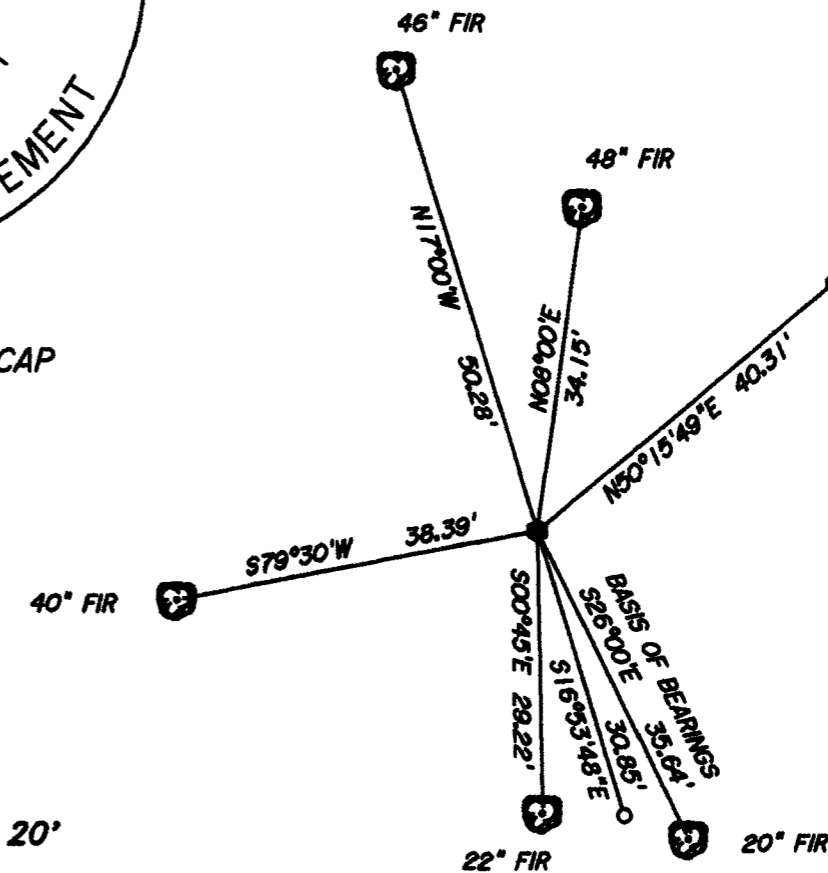 46" FIR
EMENT
48" FIR
N17°00'W 50.28'
N08°00'E
34.15'
CAP
N50°15'49"E 40.31'
S79°30'W 38.39'
40" FIR
S00°45'E 29.22'
S16°53'48"E
30.85'
BASIS OF BEARINGS
S26°00'E 35.64'
20'
20" FIR
22" FIR